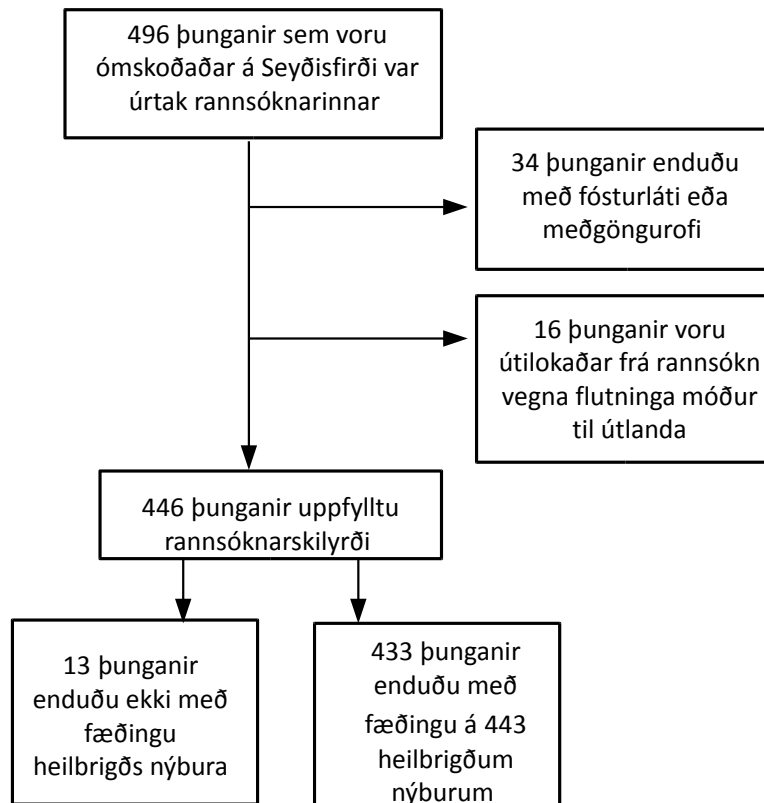 496 þunganir sem voru
ómskoðaðar á Seyðisfirði var
úrtak rannsóknarinnar
34 þunganir enduðu
með fósturláti eða
meðgöngurofi
16 þunganir voru
útilokaðar frá rannsókn
vegna flutninga móður
til útlanda
446 þunganir uppfylltu
rannsóknarskilyrði
13 þunganir
enduðu ekki með
fæðingu
heilbrigðs nýbura
433 þunganir
enduðu með
fæðingu á 443
heilbrigðum
nýburum